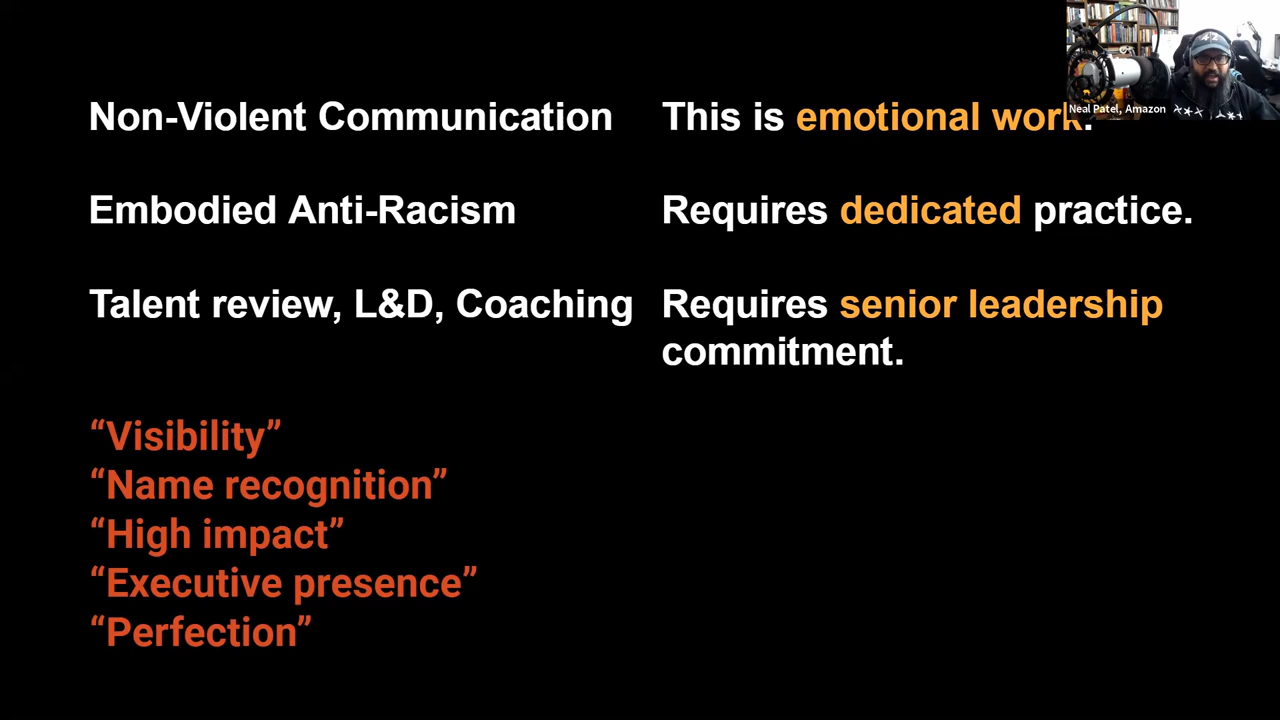 Non-Violent Communication
This is emotional work.
Embodied Anti-Racism
Requires dedicated practice.
Talent review, L&D, Coaching
Requires senior leadership
commitment.
“Visibility”
“Name recognition”
“High impact”
“Executive presence”
“Perfection”
Neal Patel, Amazon